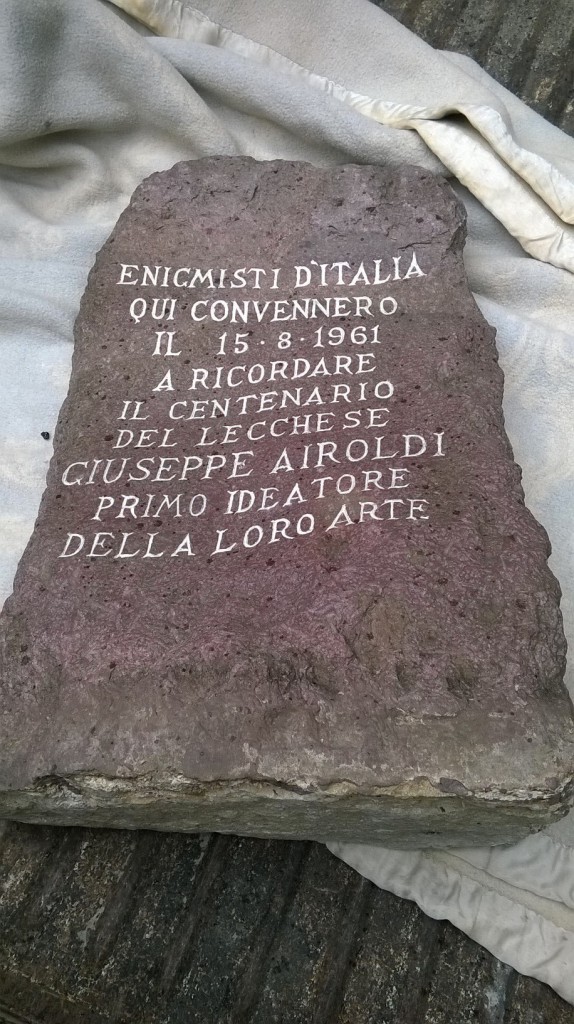 ENIGMISTI D'ITALIA
QUI CONVENNERO
IL 15·8·1961
A RICORDARE
IL CENTENARIO
DEL LECCHESE
GIUSEPPE AIROLDI
PRIMO IDEATORE
DELLA LORO ARTE